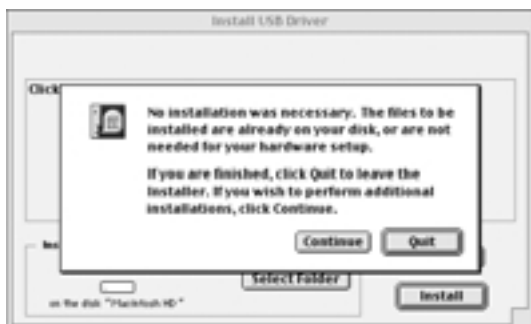 Install USB Driver
Click
No installation was necessary. The files to be
installed are already on your disk, or are not
needed for your hardware setup.
If you are finished, click Quit to leave the
Installer. If you wish to perform additional
installations, click Continue.
Continue
Quit
Ins
Select Folder
on the disk "Macintosh HD"
Install